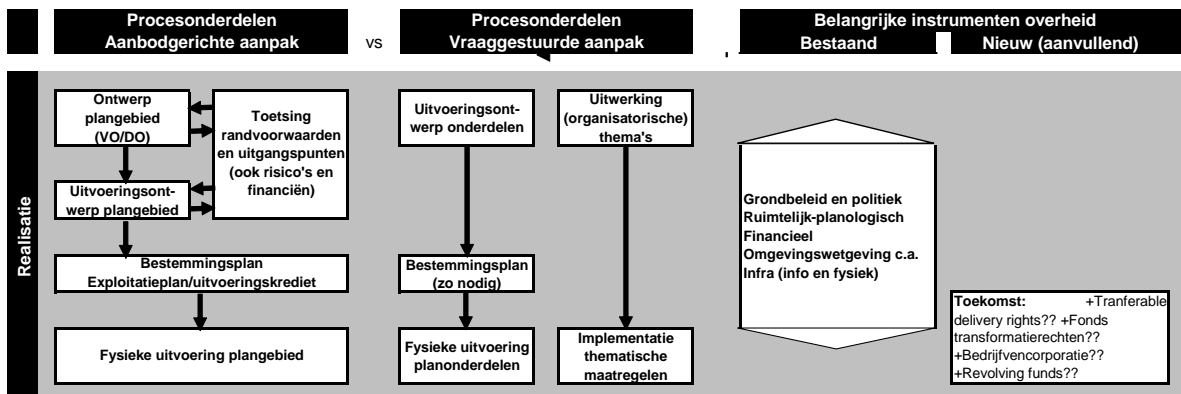 Procesonderdelen
Aanbodgerichte aanpak
vs
Procesonderdelen
Vraaggestuurde aanpak
Belangrijke instrumenten overheid
Bestaand
Nieuw (aanvullend)
Realisatie
Ontwerp
plangebied
(VO/DO)
Toetsing
randvoorwaarden
en uitgangspunten
(ook risico's en
financiën)
Uitvoeringsont-
werp plangebied
Bestemmingsplan
Exploitatieplan/uitvoeringskrediet
Fysieke uitvoering plangebied
Uitvoeringsont-
werp onderdelen
Bestemmingsplan
(zo nodig)
Fysieke uitvoering
planonderdelen
Uitwerking
(organisatorische)
thema's
Implementatie
thematische
maatregelen
Grondbeleid en politiek
Ruimtelijk-planologisch
Financieel
Omgevingswetgeving c.a.
Infra (info en fysiek)
Toekomst: +Tranferable
delivery rights?? +Fonds
transformatierechten??
+Bedrijfvencorporatie??
+Revolving funds??